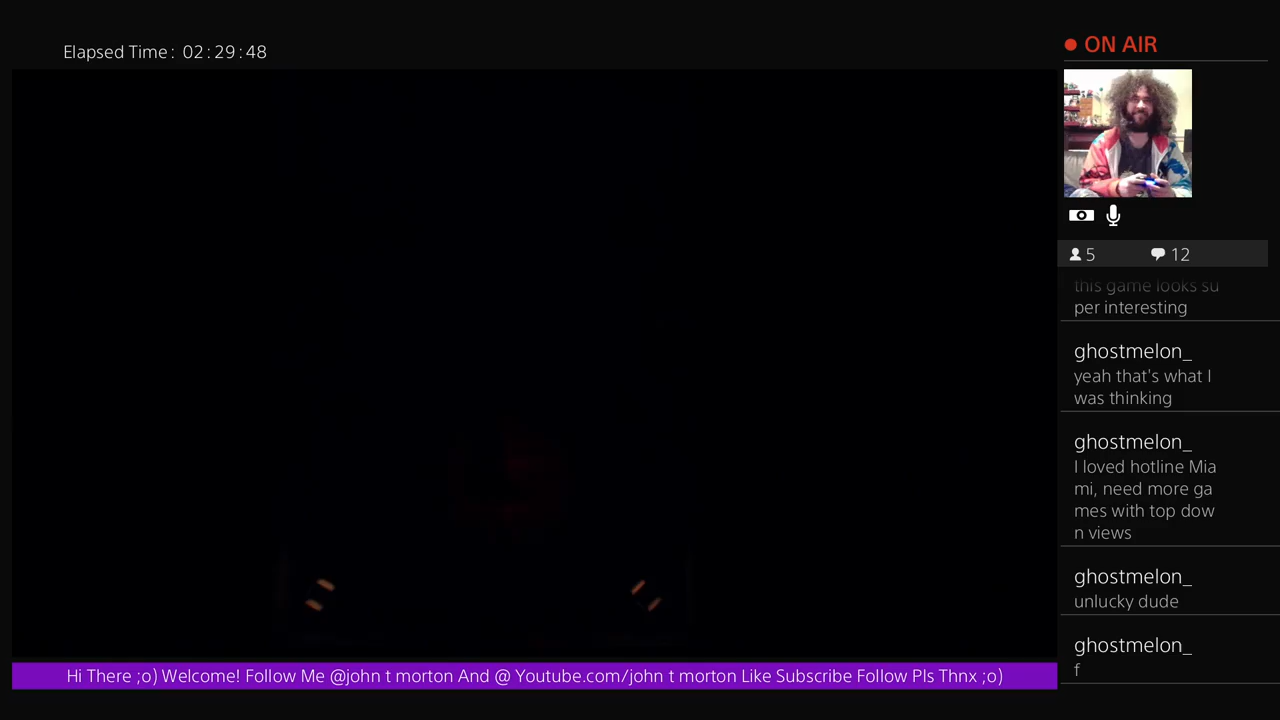 Elapsed Time: 02:29:48
ON AIR
5 12
this game looks su
per interesting
ghostmelon_
yeah that's what I
was thinking
ghostmelon_
I loved hotline Mia
mi, need more ga
mes with top dow
n views
ghostmelon_
unlucky dude
ghostmelon_
f
Hi There ;o) Welcome! Follow Me @john t morton And @ Youtube.com/john t morton Like Subscribe Follow Pls Thnx ;o)